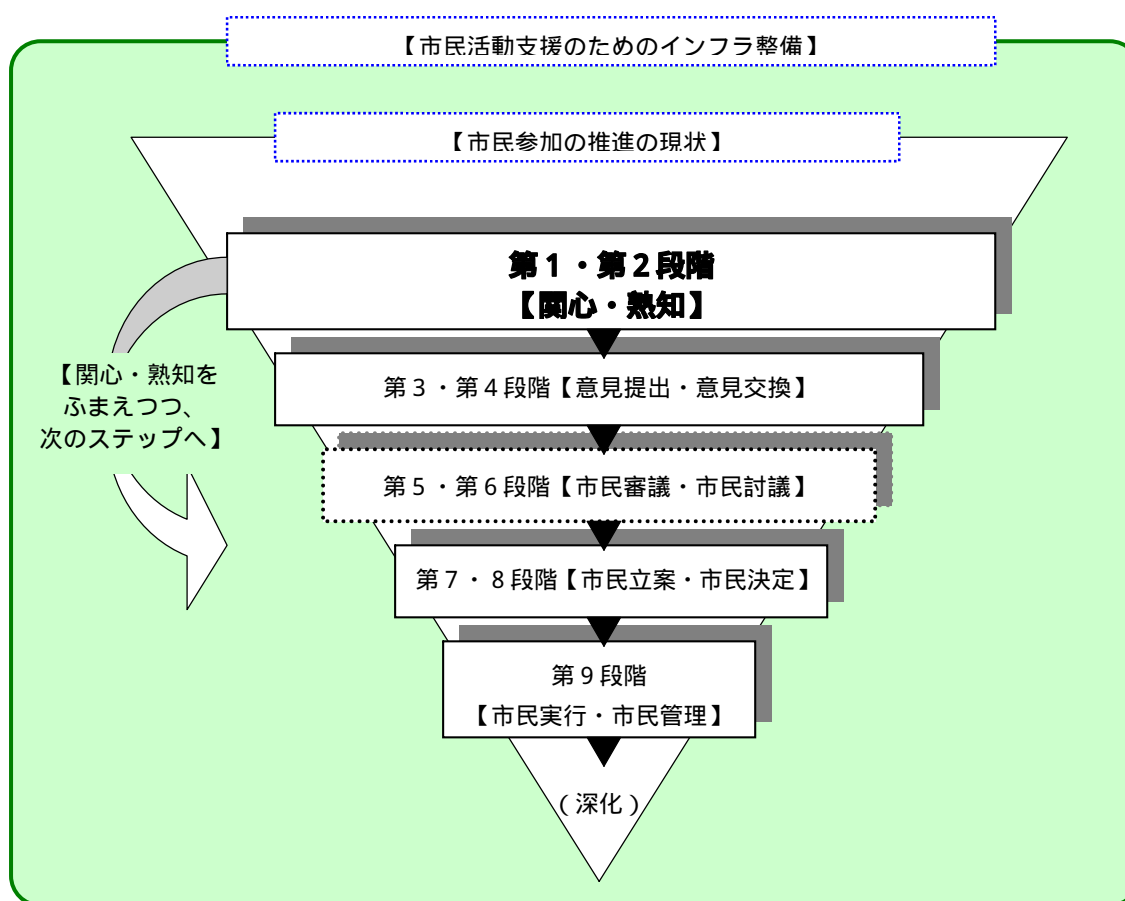 【市民活動支援のためのインフラ整備】
【市民参加の推進の現状】
第1・第2段階
【関心・熟知】
【関心・熟知を
ふまえつつ、
次のステップへ】
第3・第4段階【意見提出・意見交換】
第5・第6段階【市民審議・市民討議】
第7・8段階【市民立案・市民決定】
第9段階
【市民実行・市民管理】
(深化)